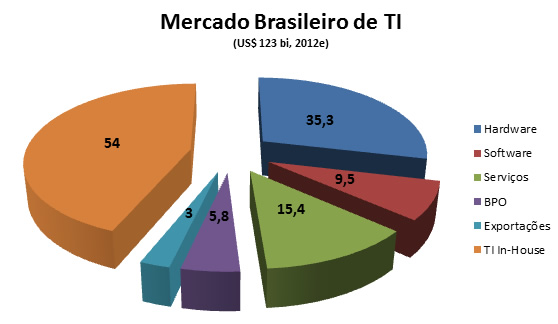 Mercado Brasileiro de TI
(US$ 123 bi, 2012e)
54
35,3
9,5
15,4
5,8
3
Hardware
Software
Serviços
BPO
Exportações
TI In-House